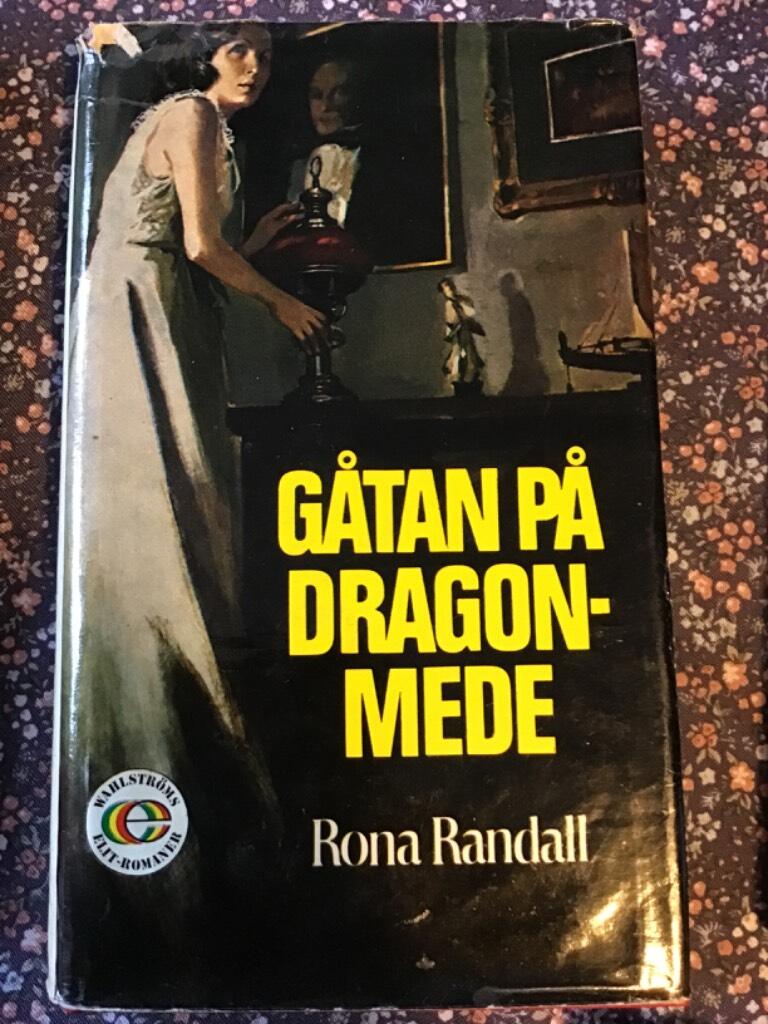 GÅTAN PÅ
DRAGON-
MEDE
WAHLSTRÖMS
ELIT-ROMANER
Rona Randall